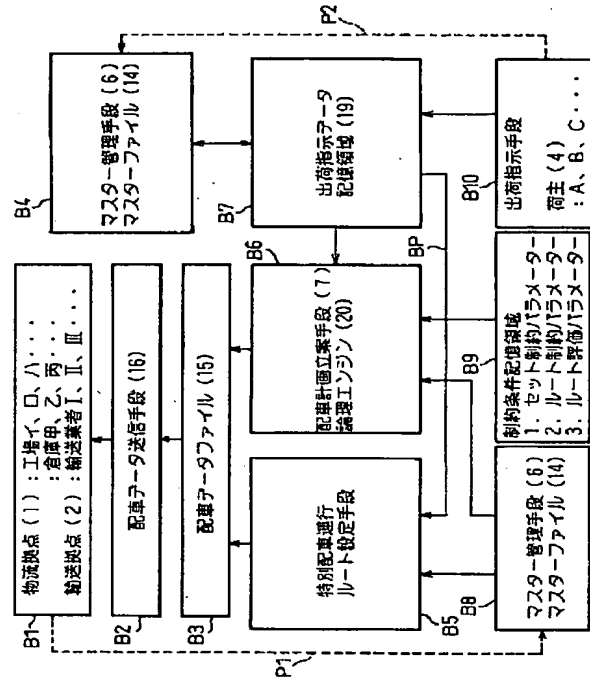 B1
物流拠点 (1) : 工場イ、ロ、ハ・・・
: 倉庫甲、乙、丙・・・
輸送拠点 (2) : 輸送業者Ⅰ、Ⅱ、Ⅲ・・・
B4
マスター管理手段 (6)
マスターファイル (14)
B2
配車データ送信手段 (16)
B3
配車データファイル (15)
B5
特別配車運行
ルート設定手段
B6
配車計画立案手段 (7)
論理エンジン (20)
B7
出荷指示データ
記憶領域 (19)
BP
P1
P2
B8
マスター管理手段 (6)
マスターファイル (14)
B9
制約条件記憶領域
1. セット制約パラメーター
2. ルート制約パラメーター
3. ルート評価パラメーター
B10
出荷指示手段
荷主 (4)
: A、B、C・・・